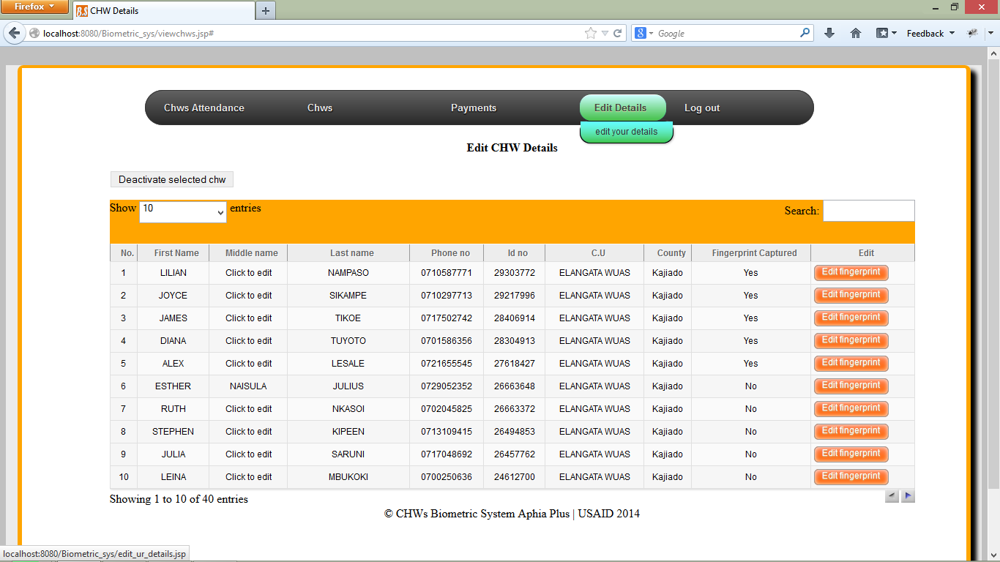 Firefox
CHW Details
localhost:8080/Biometric_sys/viewchws.jsp#
Google
Feedback
Chws Attendance Chws Payments Edit Details Log out
edit your details
Edit CHW Details
Deactivate selected chw
Show 10 entries Search:
No. First Name Middle name Last name Phone no Id no C.U County Fingerprint Captured Edit
1 LILIAN Click to edit NAMPASO 0710587771 29303772 ELANGATA WUAS Kajiado Yes Edit fingerprint
2 JOYCE Click to edit SIKAMPE 0710297713 29217996 ELANGATA WUAS Kajiado Yes Edit fingerprint
3 JAMES Click to edit TIKOE 0717502742 28406914 ELANGATA WUAS Kajiado Yes Edit fingerprint
4 DIANA Click to edit TUYOTO 0701586356 28304913 ELANGATA WUAS Kajiado Yes Edit fingerprint
5 ALEX Click to edit LESALE 0721655545 27618427 ELANGATA WUAS Kajiado Yes Edit fingerprint
6 ESTHER NAISULA JULIUS 0729052352 26663648 ELANGATA WUAS Kajiado No Edit fingerprint
7 RUTH Click to edit NKASOI 0702045825 26663372 ELANGATA WUAS Kajiado No Edit fingerprint
8 STEPHEN Click to edit KIPEEN 0713109415 26494853 ELANGATA WUAS Kajiado No Edit fingerprint
9 JULIA Click to edit SARUNI 0717048692 26457762 ELANGATA WUAS Kajiado No Edit fingerprint
10 LEINA Click to edit MBUKOKI 0700250636 24612700 ELANGATA WUAS Kajiado No Edit fingerprint
Showing 1 to 10 of 40 entries
© CHWs Biometric System Aphia Plus | USAID 2014
localhost:8080/Biometric_sys/edit_ur_details.jsp